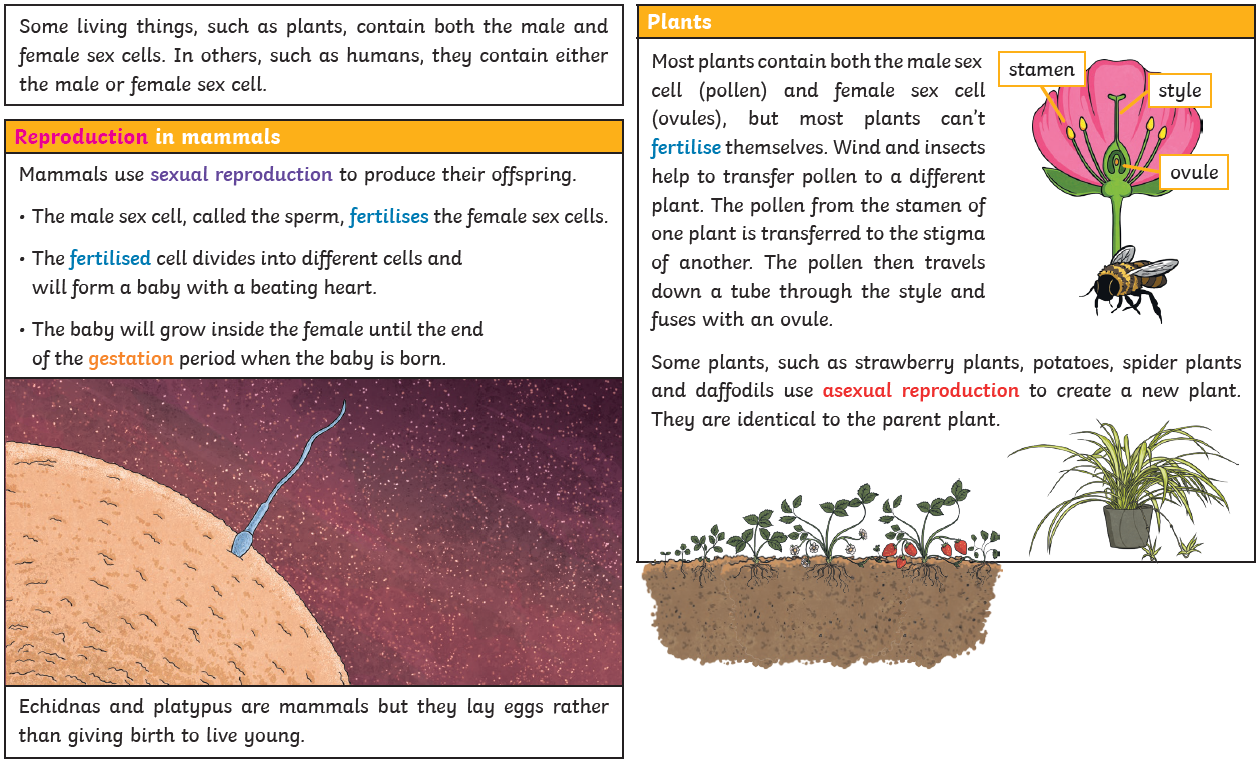 Some living things, such as plants, contain both the male and
female sex cells. In others, such as humans, they contain either
the male or female sex cell.
Reproduction in mammals
Mammals use sexual reproduction to produce their offspring.
• The male sex cell, called the sperm, fertilises the female sex cells.
• The fertilised cell divides into different cells and
will form a baby with a beating heart.
• The baby will grow inside the female until the end
of the gestation period when the baby is born.
Echidnas and platypus are mammals but they lay eggs rather
than giving birth to live young.
Plants
Most plants contain both the male sex
cell (pollen) and female sex cell
(ovules), but most plants can't
fertilise themselves. Wind and insects
help to transfer pollen to a different
plant. The pollen from the stamen of
one plant is transferred to the stigma
of another. The pollen then travels
down a tube through the style and
fuses with an ovule.
stamen
style
ovule
Some plants, such as strawberry plants, potatoes, spider plants
and daffodils use asexual reproduction to create a new plant.
They are identical to the parent plant.